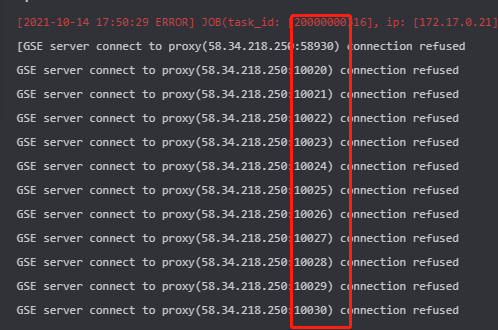 [2021-10-14 17:50:29 ERROR] JOB(task_id: 20000000316], ip: [172.17.0.21]
[GSE server connect to proxy(58.34.218.250:58930) connection refused
GSE server connect to proxy(58.34.218.250:10020) connection refused
GSE server connect to proxy(58.34.218.250:10021) connection refused
GSE server connect to proxy(58.34.218.250:10022) connection refused
GSE server connect to proxy(58.34.218.250:10023) connection refused
GSE server connect to proxy(58.34.218.250:10024) connection refused
GSE server connect to proxy(58.34.218.250:10025) connection refused
GSE server connect to proxy(58.34.218.250:10026) connection refused
GSE server connect to proxy(58.34.218.250:10027) connection refused
GSE server connect to proxy(58.34.218.250:10028) connection refused
GSE server connect to proxy(58.34.218.250:10029) connection refused
GSE server connect to proxy(58.34.218.250:10030) connection refused